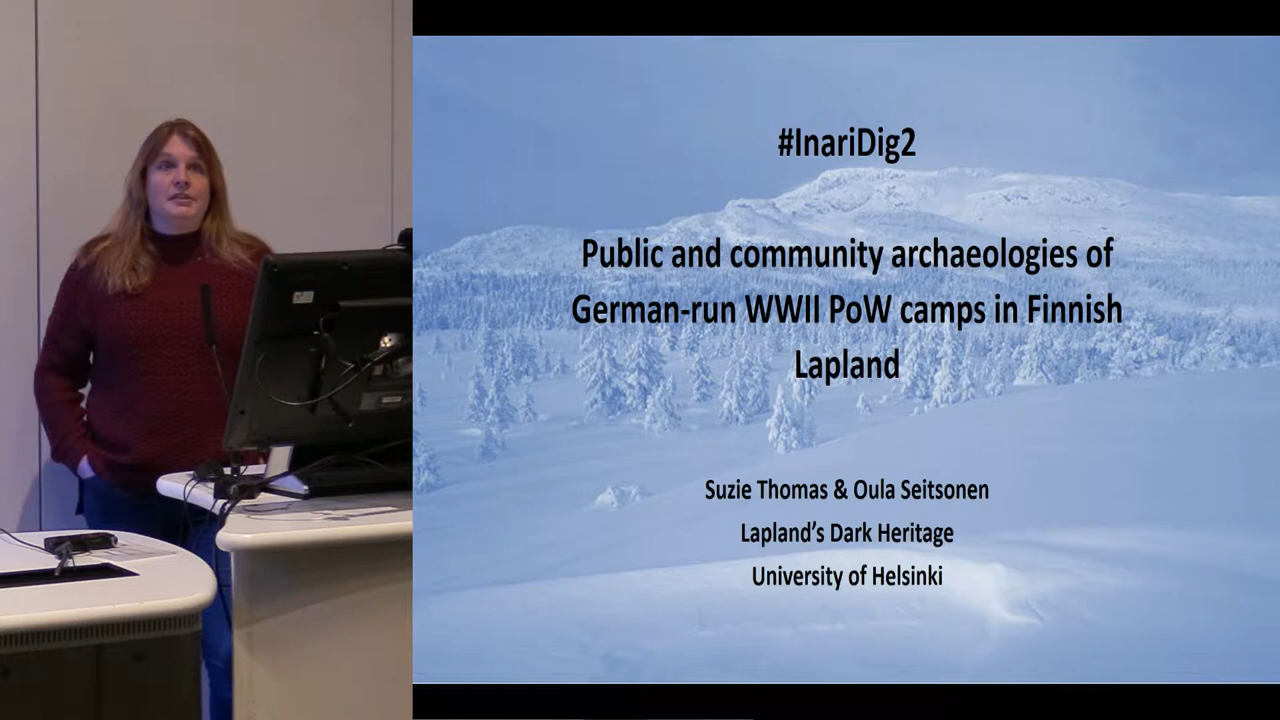 #InariDig2
Public and community archaeologies of
German-run WWII PoW camps in Finnish
Lapland
Suzie Thomas & Oula Seitsonen
Lapland's Dark Heritage
University of Helsinki